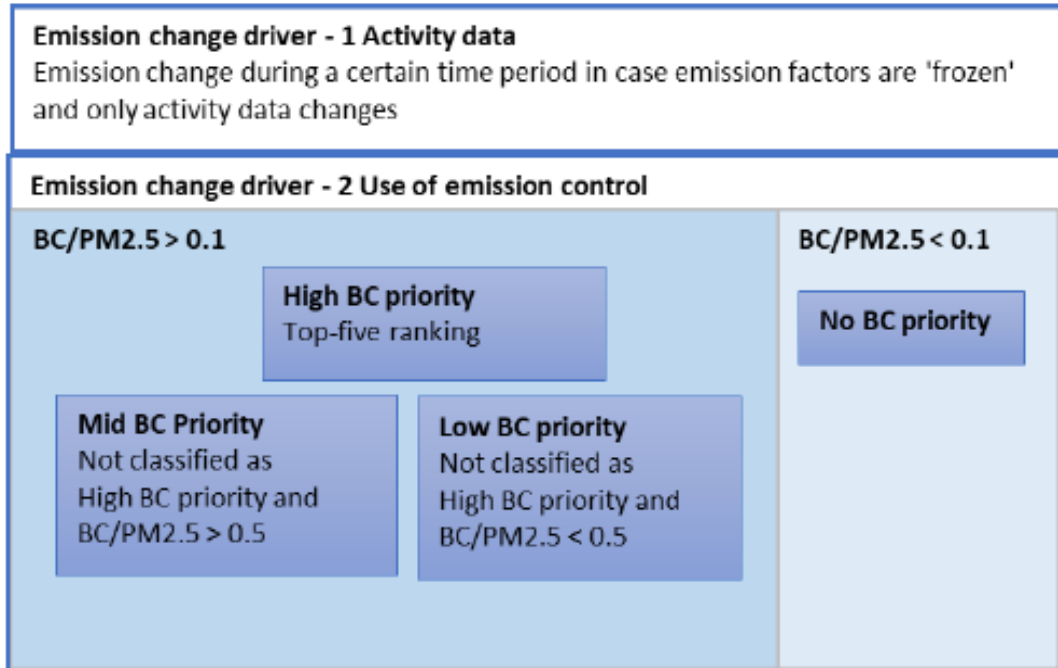 Emission change driver - 1 Activity data
Emission change during a certain time period in case emission factors are 'frozen'
and only activity data changes
Emission change driver - 2 Use of emission control
BC/PM2.5 > 0.1
High BC priority
Top-five ranking
Mid BC Priority
Not classified as
High BC priority and
BC/PM2.5 > 0.5
Low BC priority
Not classified as
High BC priority and
BC/PM2.5 < 0.5
BC/PM2.5 < 0.1
No BC priority